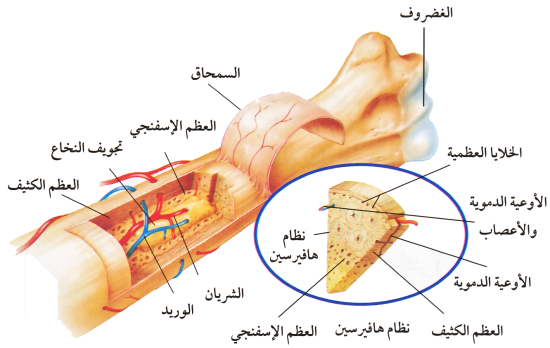 الغضروف
السمحاق
العظم الإسفنجي
تجويف النخاع
العظم الكثيف
الخلايا العظمية
الأوعية الدموية
والأعصاب
نظام
هافيرسين
الأوعية الدموية
الشريان
الوريد
العظم الإسفنجي
نظام هافيرسين
العظم الكثيف